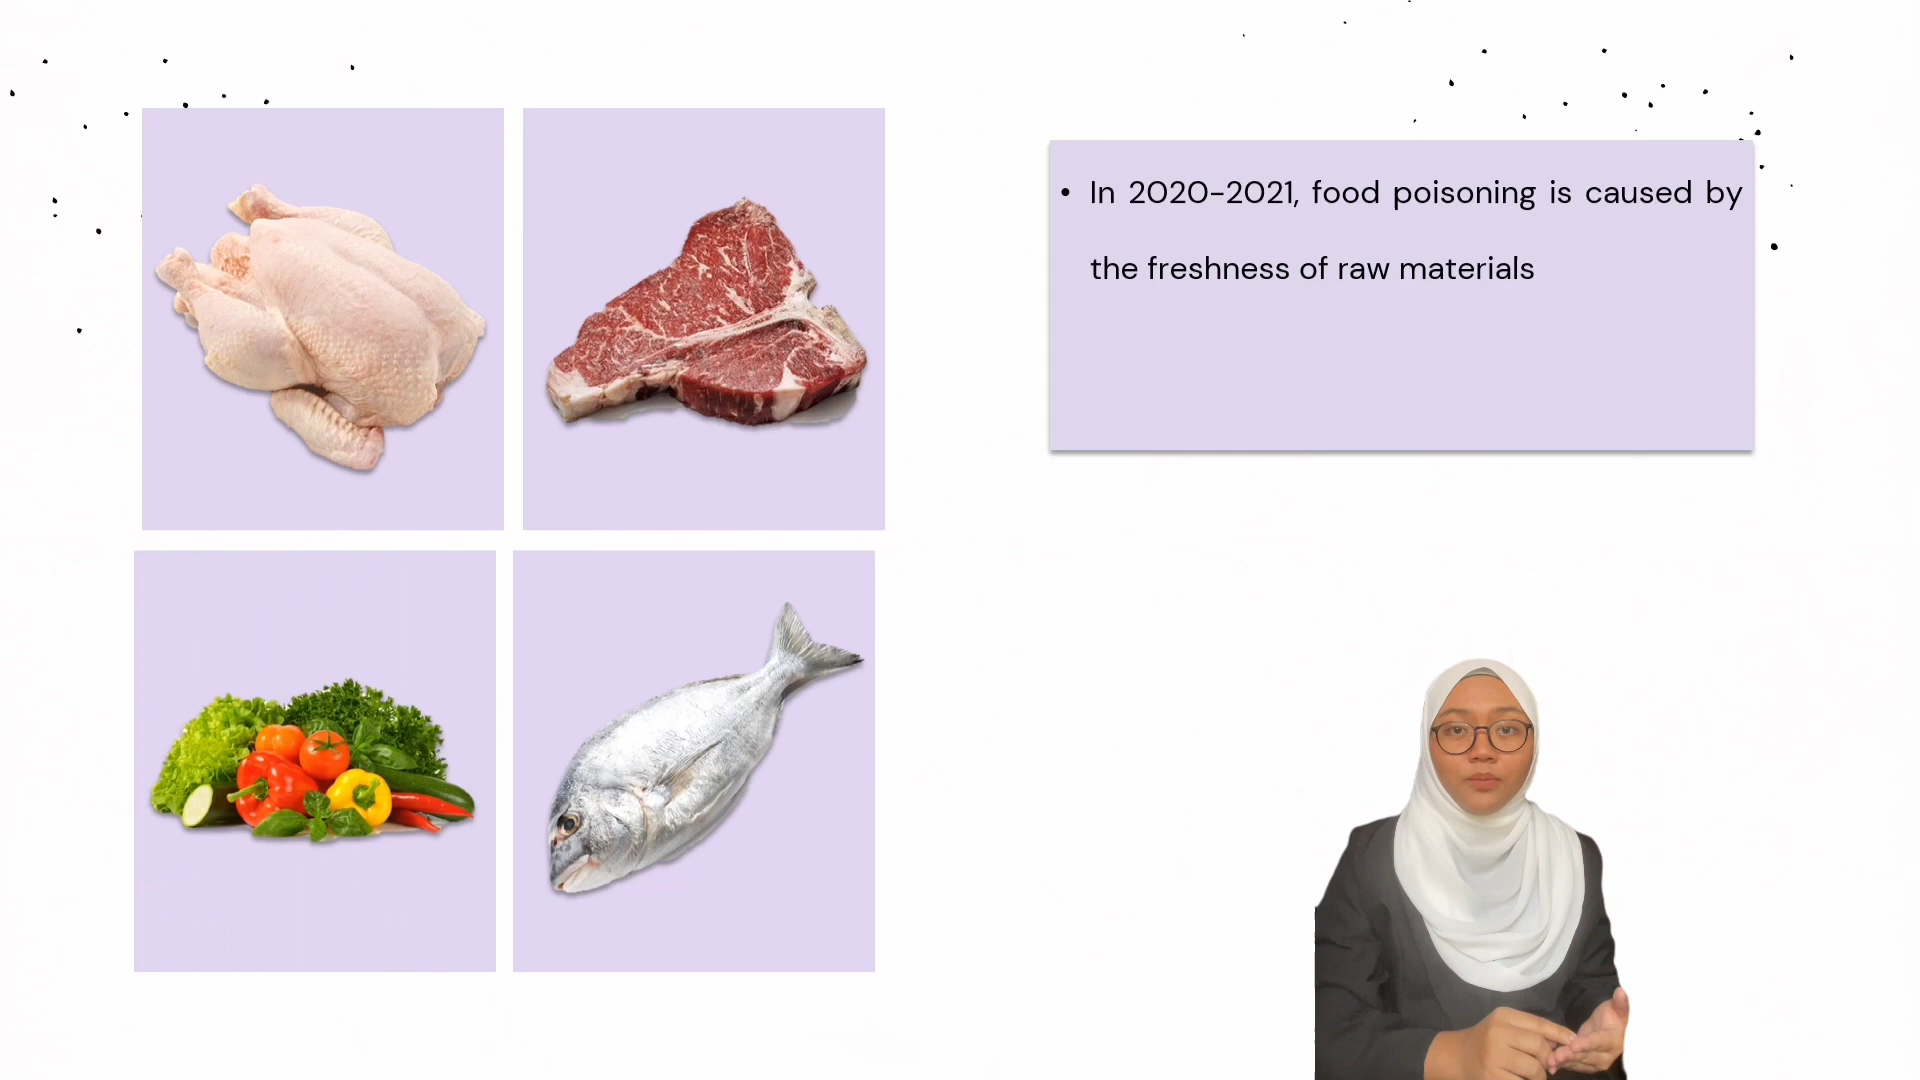 • In 2020-2021, food poisoning is caused by
the freshness of raw materials